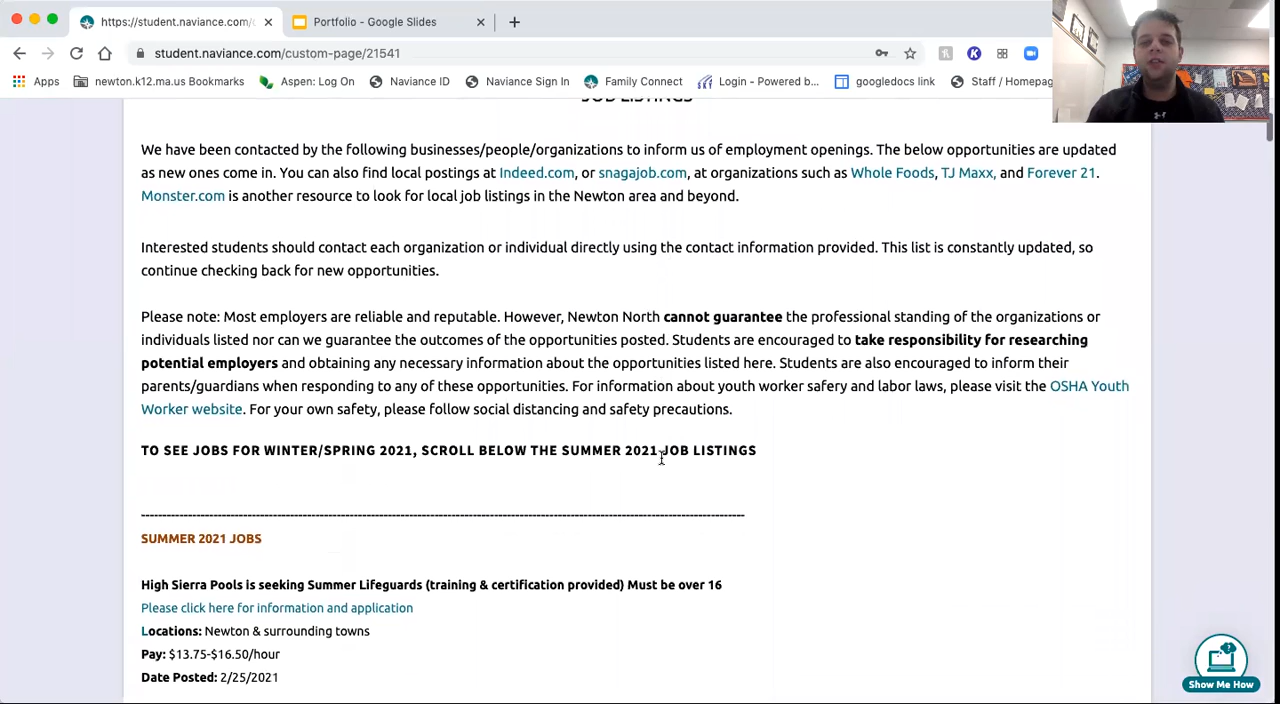 https://student.naviance.com/
Portfolio - Google Slides
student.naviance.com/custom-page/21541
Apps
newton.k12.ma.us Bookmarks
Aspen: Log On
Naviance ID
Naviance Sign In
Family Connect
Login - Powered b...
googledocs link
Staff / Homepag
JOB LISTINGS
We have been contacted by the following businesses/people/organizations to inform us of employment openings. The below opportunities are updated
as new ones come in. You can also find local postings at Indeed.com, or snagajob.com, at organizations such as Whole Foods, TJ Maxx, and Forever 21.
Monster.com is another resource to look for local job listings in the Newton area and beyond.
Interested students should contact each organization or individual directly using the contact information provided. This list is constantly updated, so
continue checking back for new opportunities.
Please note: Most employers are reliable and reputable. However, Newton North cannot guarantee the professional standing of the organizations or
individuals listed nor can we guarantee the outcomes of the opportunities posted. Students are encouraged to take responsibility for researching
potential employers and obtaining any necessary information about the opportunities listed here. Students are also encouraged to inform their
parents/guardians when responding to any of these opportunities. For information about youth worker safery and labor laws, please visit the OSHA Youth
Worker website. For your own safety, please follow social distancing and safety precautions.
TO SEE JOBS FOR WINTER/SPRING 2021, SCROLL BELOW THE SUMMER 2021 JOB LISTINGS
SUMMER 2021 JOBS
High Sierra Pools is seeking Summer Lifeguards (training & certification provided) Must be over 16
Please click here for information and application
Locations: Newton & surrounding towns
Pay: $13.75-$16.50/hour
Date Posted: 2/25/2021
Show Me How